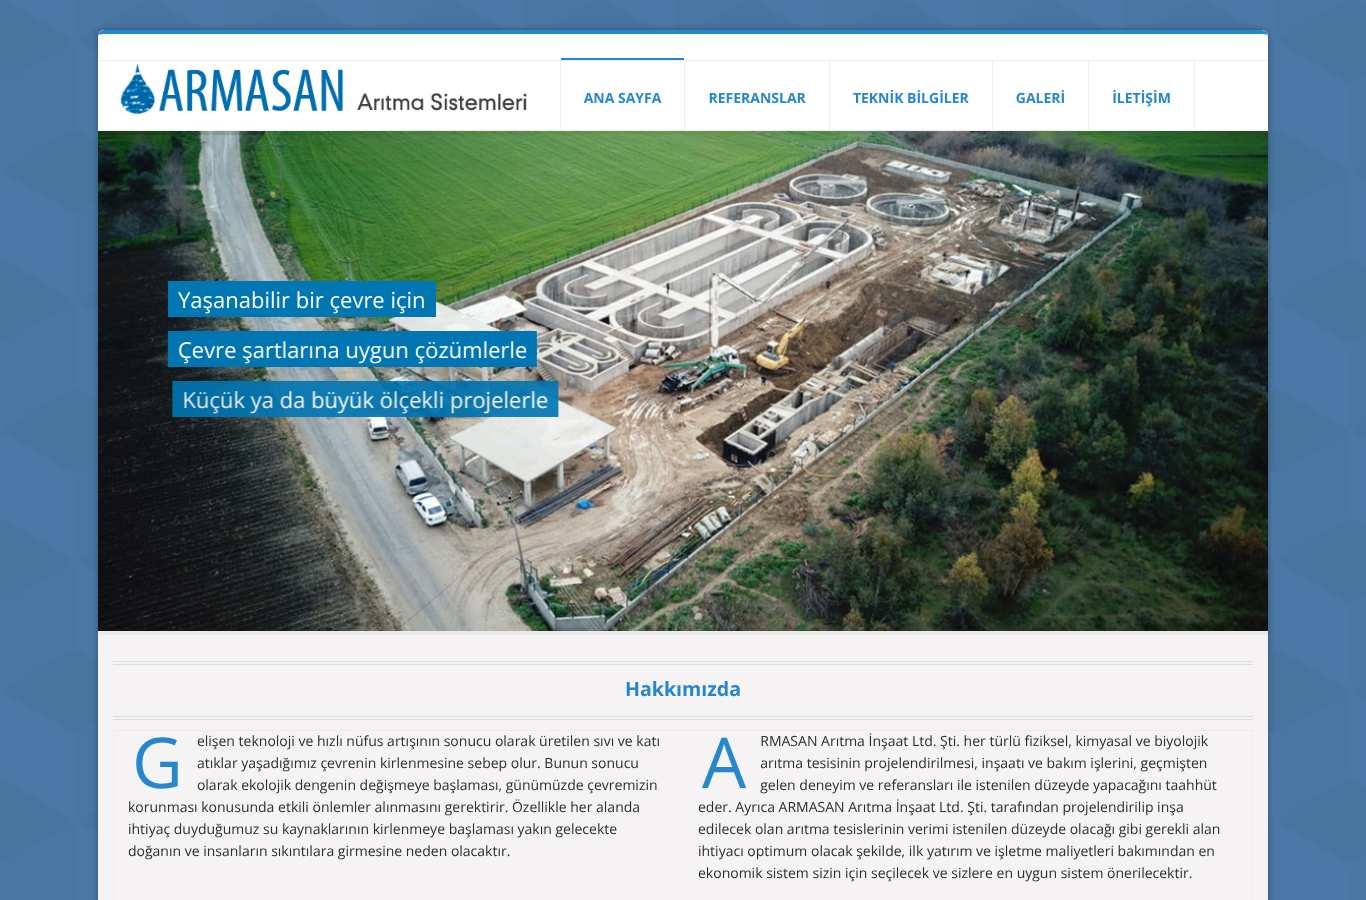 ARMASAN Arıtma Sistemleri
ANA SAYFA
REFERANSLAR
TEKNİK BİLGİLER
GALERİ
İLETİŞİM
Yaşanabilir bir çevre için
Çevre şartlarına uygun çözümlerle
Küçük ya da büyük ölçekli projelerle
Hakkımızda
Gelişen teknoloji ve hızlı nüfus artışının sonucu olarak üretilen sıvı ve katı
atıklar yaşadığımız çevrenin kirlenmesine sebep olur. Bunun sonucu
olarak ekolojik dengenin değişmeye başlaması, günümüzde çevremizin
korunması konusunda etkili önlemler alınmasını gerektirir. Özellikle her alanda
ihtiyaç duyduğumuz su kaynaklarının kirlenmeye başlaması yakın gelecekte
doğanın ve insanların sıkıntılara girmesine neden olacaktır.
ARMASAN Arıtma İnşaat Ltd. Şti. her türlü fiziksel, kimyasal ve biyolojik
arıtma tesisinin projelendirilmesi, inşaatı ve bakım işlerini, geçmişten
gelen deneyim ve referansları ile istenilen düzeyde yapacağını taahhüt
eder. Ayrıca ARMASAN Arıtma İnşaat Ltd. Şti. tarafından projelendirilip inşa
edilecek olan arıtma tesislerinin verimi istenilen düzeyde olacağı gibi gerekli alan
ihtiyacı optimum olacak şekilde, ilk yatırım ve işletme maliyetleri bakımından en
ekonomik sistem sizin için seçilecek ve sizlere en uygun sistem önerilecektir.